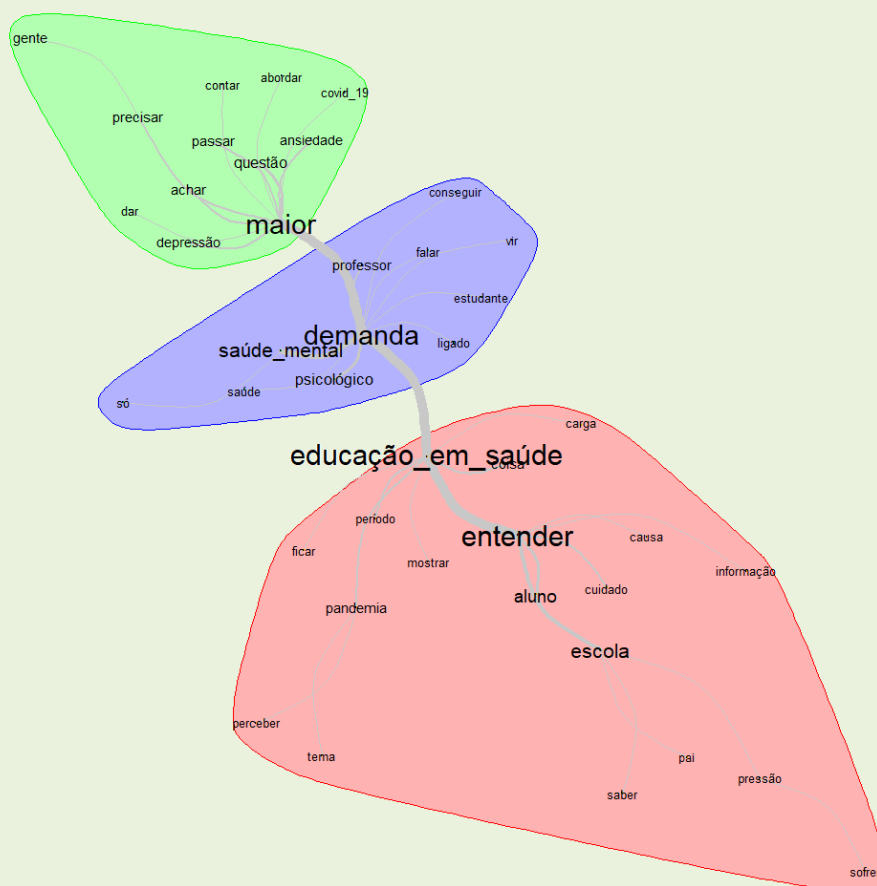 gente
abordar
contar
covid_19
precisar
passar
ansiedade
questão
achar
dar
maior
depressão
conseguir
vir
falar
professor
estudante
demanda
ligado
saúde_mental
psicológico
saúde
só
carga
educação_em_saúde
coisa
período
entender
causa
ficar
mostrar
informação
cuidado
aluno
pandemia
escola
perceber
tema
pai
pressão
saber
sofrer